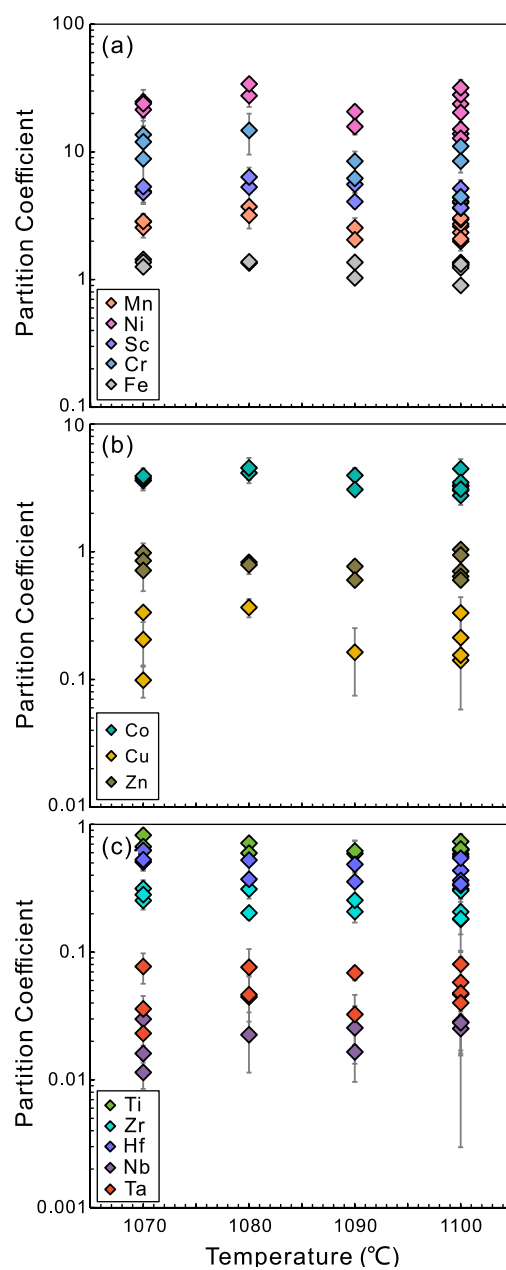 100
(a)
10
1
0.1
Partition Coefficient
Mn
Ni
Sc
Cr
Fe
10
(b)
1
0.1
0.01
Partition Coefficient
Co
Cu
Zn
1
(c)
0.1
0.01
0.001
Partition Coefficient
Ti
Zr
Hf
Nb
Ta
1070 1080 1090 1100
Temperature (℃)